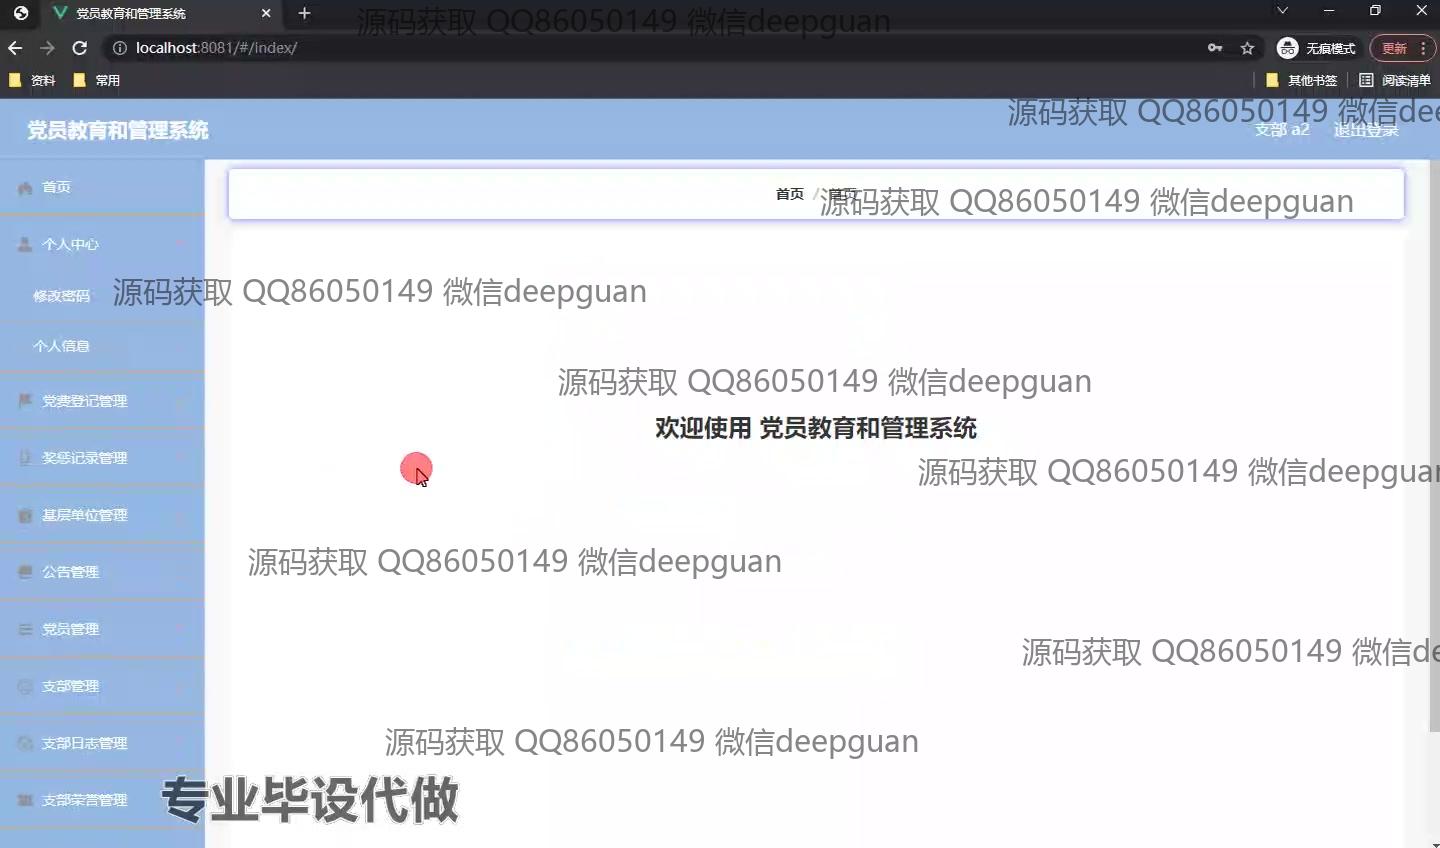 党员教育和管理系统
源码获取 QQ86050149 微信deepguan
localhost:8081/#/index/
无痕模式
更新
资料
常用
其他书签
阅读清单
党员教育和管理系统
源码获取 QQ86050149 微信dee
支部 a2
退出登录
首页
首页 / 首页
源码获取 QQ86050149 微信deepguan
个人中心
修改密码
源码获取 QQ86050149 微信deepguan
个人信息
源码获取 QQ86050149 微信deepguan
党费登记管理
欢迎使用 党员教育和管理系统
奖惩记录管理
源码获取 QQ86050149 微信deepguan
基层单位管理
源码获取 QQ86050149 微信deepguan
公告管理
党员管理
源码获取 QQ86050149 微信de
支部管理
支部日志管理
源码获取 QQ86050149 微信deepguan
支部荣誉管理
专业毕设代做